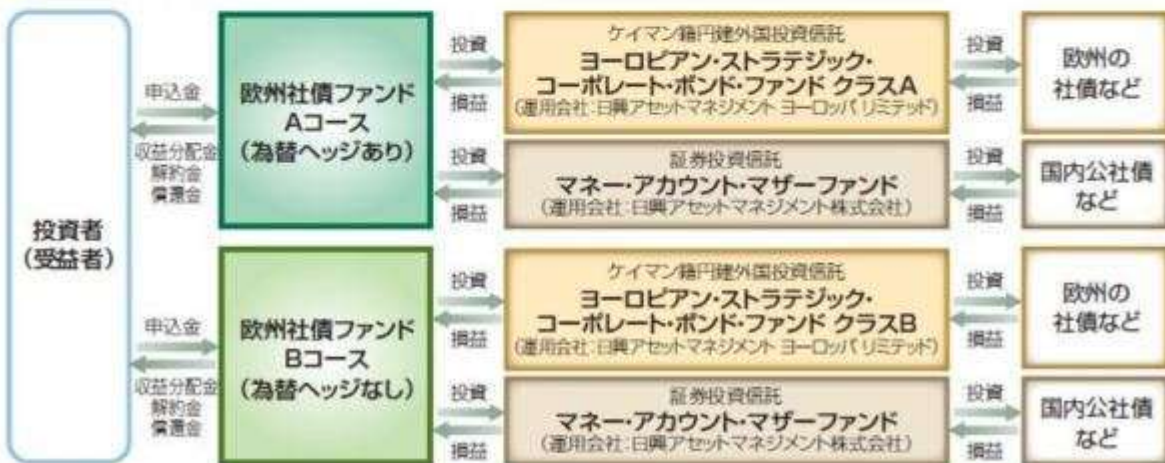 投資者
（受益者）
申込金
収益分配金
解約金
償還金
欧州社債ファンド
Aコース
（為替ヘッジあり）
投資
損益
ケイマン籍円建外国投資信託
ヨーロピアン・ストラテジック・
コーポレート・ボンド・ファンド クラスA
（運用会社：日興アセットマネジメント ヨーロッパ リミテッド）
投資
損益
欧州の
社債など
投資
損益
証券投資信託
マネー・アカウント・マザーファンド
（運用会社：日興アセットマネジメント株式会社）
投資
損益
国内公社債
など
申込金
収益分配金
解約金
償還金
欧州社債ファンド
Bコース
（為替ヘッジなし）
投資
損益
ケイマン籍円建外国投資信託
ヨーロピアン・ストラテジック・
コーポレート・ボンド・ファンド クラスB
（運用会社：日興アセットマネジメント ヨーロッパ リミテッド）
投資
損益
欧州の
社債など
投資
損益
証券投資信託
マネー・アカウント・マザーファンド
（運用会社：日興アセットマネジメント株式会社）
投資
損益
国内公社債
など